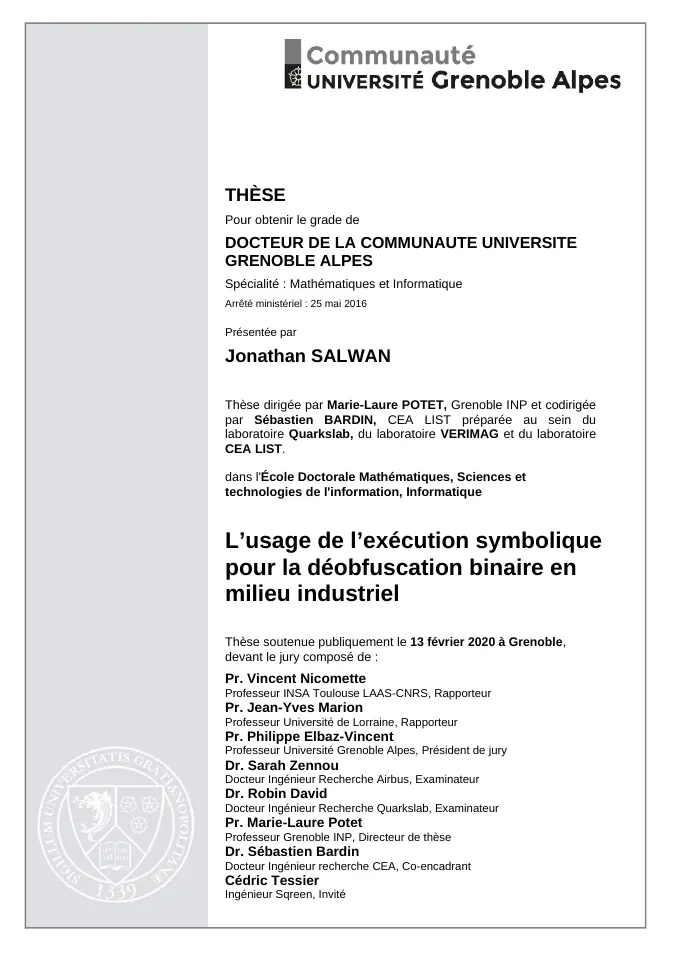 Communauté
UNIVERSITÉ Grenoble Alpes
THÈSE
Pour obtenir le grade de
DOCTEUR DE LA COMMUNAUTE UNIVERSITE
GRENOBLE ALPES
Spécialité : Mathématiques et Informatique
Arrêté ministériel : 25 mai 2016
Présentée par
Jonathan SALWAN
Thèse dirigée par Marie-Laure POTET, Grenoble INP et codirigée
par Sébastien BARDIN, CEA LIST préparée au sein du
laboratoire Quarkslab, du laboratoire VERIMAG et du laboratoire
CEA LIST.
dans l'École Doctorale Mathématiques, Sciences et
technologies de l'information, Informatique
L’usage de l’exécution symbolique
pour la déobfuscation binaire en
milieu industriel
Thèse soutenue publiquement le 13 février 2020 à Grenoble,
devant le jury composé de :
Pr. Vincent Nicomette
Professeur INSA Toulouse LAAS-CNRS, Rapporteur
Pr. Jean-Yves Marion
Professeur Université de Lorraine, Rapporteur
Pr. Philippe Elbaz-Vincent
Professeur Université Grenoble Alpes, Président de jury
Dr. Sarah Zennou
Docteur Ingénieur Recherche Airbus, Examinateur
Dr. Robin David
Docteur Ingénieur Recherche Quarkslab, Examinateur
Pr. Marie-Laure Potet
Professeur Grenoble INP, Directeur de thèse
Dr. Sébastien Bardin
Docteur Ingénieur recherche CEA, Co-encadrant
Cédric Tessier
Ingénieur Sqreen, Invité
SIGILLUM UNIVERSITATIS GRATIANOPOLITANE
1339